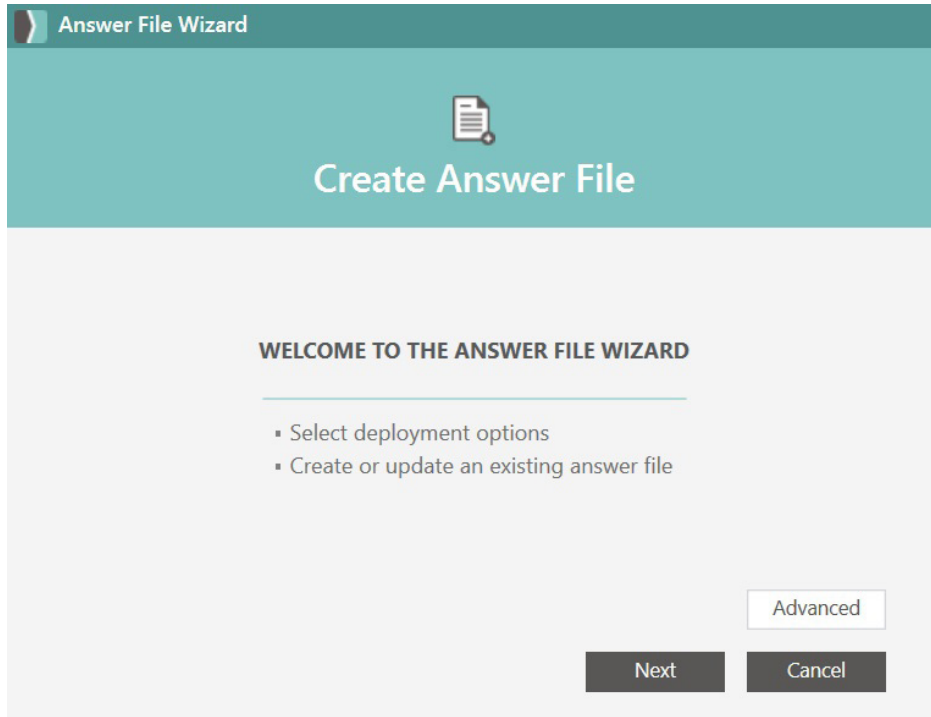 Answer File Wizard
Create Answer File
WELCOME TO THE ANSWER FILE WIZARD
▪ Select deployment options
▪ Create or update an existing answer file
Advanced
Next
Cancel